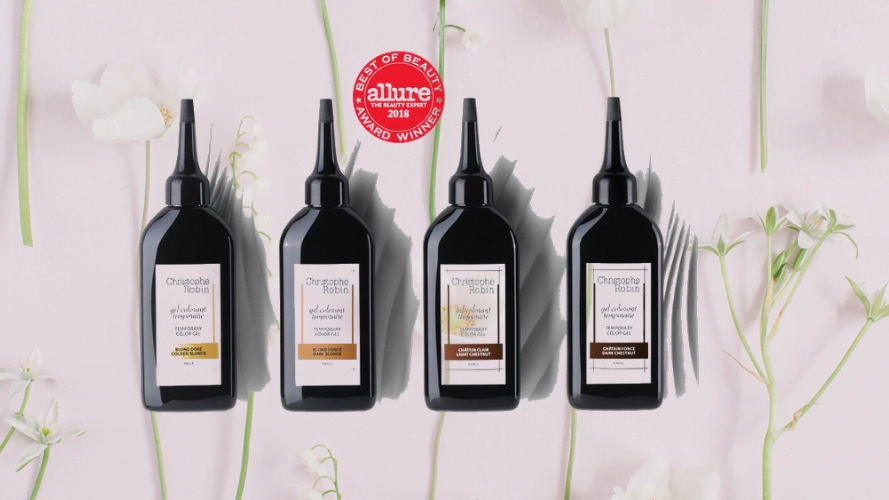 BEST OF BEAUTY
allure
THE BEAUTY EXPERT
2018
AWARD WINNER
Christophe
Robin
gel colorant
temporaire
TEMPORARY
COLOR GEL
BLOND DORÉ
GOLDEN BLONDE
Christophe
Robin
gel colorant
temporaire
TEMPORARY
COLOR GEL
BLOND FONCÉ
DARK BLONDE
Christophe
Robin
gel colorant
temporaire
TEMPORARY
COLOR GEL
CHÂTAIN CLAIR
LIGHT CHESTNUT
Christophe
Robin
gel colorant
temporaire
TEMPORARY
COLOR GEL
CHÂTAIN FONCÉ
DARK CHESTNUT